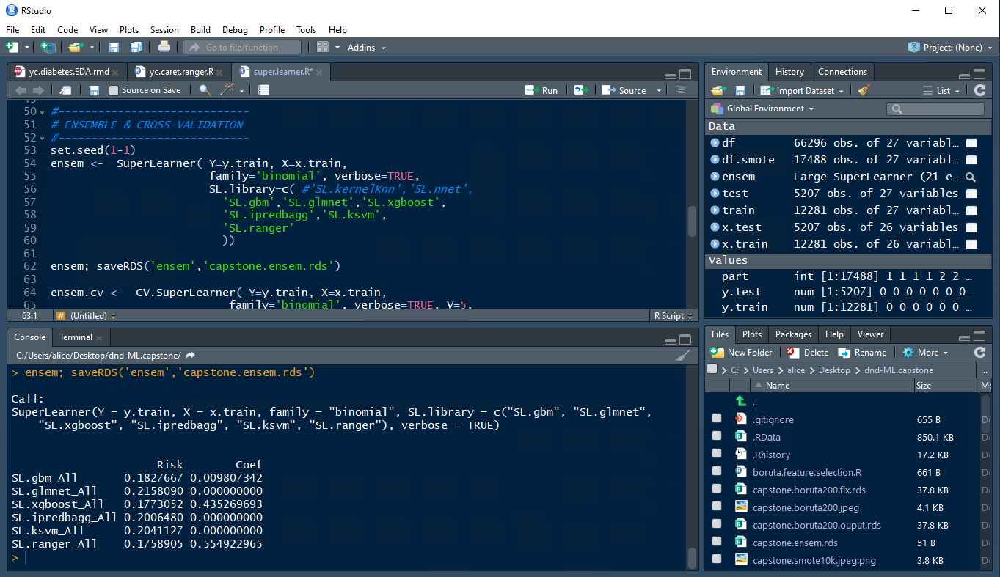 RStudio
File Edit Code View Plots Session Build Debug Profile Tools Help
Go to file/function Addins Project: (None)
yc.diabetes.EDA.rmd yc.caret.ranger.R super.learner.R*
Source on Save Run Source
50 #-----------------------------
51 # ENSEMBLE & CROSS-VALIDATION
52 #-----------------------------
53 set.seed(1-1)
54 ensem <-  SuperLearner( Y=y.train, X=x.train,
55 family='binomial', verbose=TRUE,
56 SL.library=c( #'SL.kernelKnn','SL.nnet',
57 'SL.gbm','SL.glmnet','SL.xgboost',
58 'SL.ipredbagg','SL.ksvm',
59 'SL.ranger'
60 ))
61
62 ensem; saveRDS('ensem','capstone.ensem.rds')
63
64 ensem.cv <-  CV.SuperLearner( Y=y.train, X=x.train,
65 family='binomial', verbose=TRUE, V=5,
63:1 # (Untitled) R Script
Console Terminal
C:/Users/alice/Desktop/dnd-ML.capstone/
> ensem; saveRDS('ensem','capstone.ensem.rds')
Call:
SuperLearner(Y = y.train, X = x.train, family = "binomial", SL.library = c("SL.gbm", "SL.glmnet",
"SL.xgboost", "SL.ipredbagg", "SL.ksvm", "SL.ranger"), verbose = TRUE)
Risk Coef
SL.gbm_All 0.1827667 0.009807342
SL.glmnet_All 0.2158090 0.000000000
SL.xgboost_All 0.1773052 0.435269693
SL.ipredbagg_All 0.2006480 0.000000000
SL.ksvm_All 0.2041127 0.000000000
SL.ranger_All 0.1758905 0.554922965
>
Environment History Connections
Import Dataset List
Global Environment
Data
df 66296 obs. of 27 variabl…
df.smote 17488 obs. of 27 variabl…
ensem Large SuperLearner (21 e…
test 5207 obs. of 27 variables
train 12281 obs. of 27 variabl…
x.test 5207 obs. of 26 variables
x.train 12281 obs. of 26 variabl…
Values
part int [1:17488] 1 1 1 1 2 2 …
y.test num [1:5207] 0 0 0 0 0 0 0…
y.train num [1:12281] 0 0 0 0 0 0 …
Files Plots Packages Help Viewer
New Folder Delete Rename More
C: > Users > alice > Desktop > dnd-ML.capstone ...
Name Size
..
.gitignore 655 B
.RData 850.1 KB
.Rhistory 17.2 KB
boruta.feature.selection.R 661 B
capstone.boruta200.fix.rds 37.8 KB
capstone.boruta200.jpeg 4.1 KB
capstone.boruta200.ouput.rds 37.8 KB
capstone.ensem.rds 51 B
capstone.smote10k.jpeg.png 3.8 KB